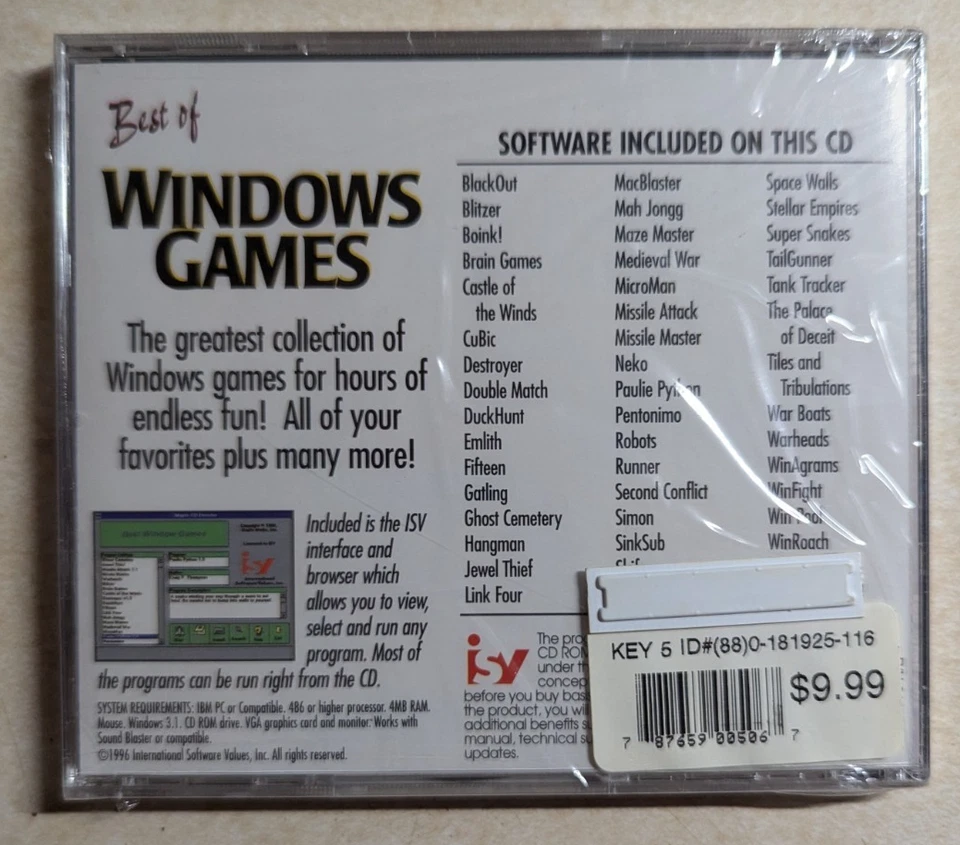 Best of
WINDOWS
GAMES
The greatest collection of
Windows games for hours of
endless fun! All of your
favorites plus many more!
Included is the ISV
interface and
browser which
allows you to view,
select and run any
program. Most of
the programs can be run right from the CD.
SYSTEM REQUIREMENTS: IBM PC or Compatible. 486 or higher processor. 4MB RAM.
Mouse. Windows 3.1. CD ROM drive. VGA graphics card and monitor. Works with
Sound Blaster or compatible.
©1996 International Software Values, Inc. All rights reserved.
SOFTWARE INCLUDED ON THIS CD
BlackOut
Blitzer
Boink!
Brain Games
Castle of
the Winds
CuBic
Destroyer
Double Match
DuckHunt
Emlith
Fifteen
Gatling
Ghost Cemetery
Hangman
Jewel Thief
Link Four
MacBlaster
Mah Jongg
Maze Master
Medieval War
MicroMan
Missile Attack
Missile Master
Neko
Paulie Python
Pentonimo
Robots
Runner
Second Conflict
Simon
SinkSub
Space Walls
Stellar Empires
Super Snakes
TailGunner
Tank Tracker
The Palace
of Deceit
Tiles and
Tribulations
War Boats
Warheads
WinAgrams
WinFight
Win
WinRoach
isv
The
CD ROM
under
before you buy
the product, you
additional benefits
manual, technical
updates.
KEY 5 ID#(88)0-181925-116
$9.99
7 87659 00506 7